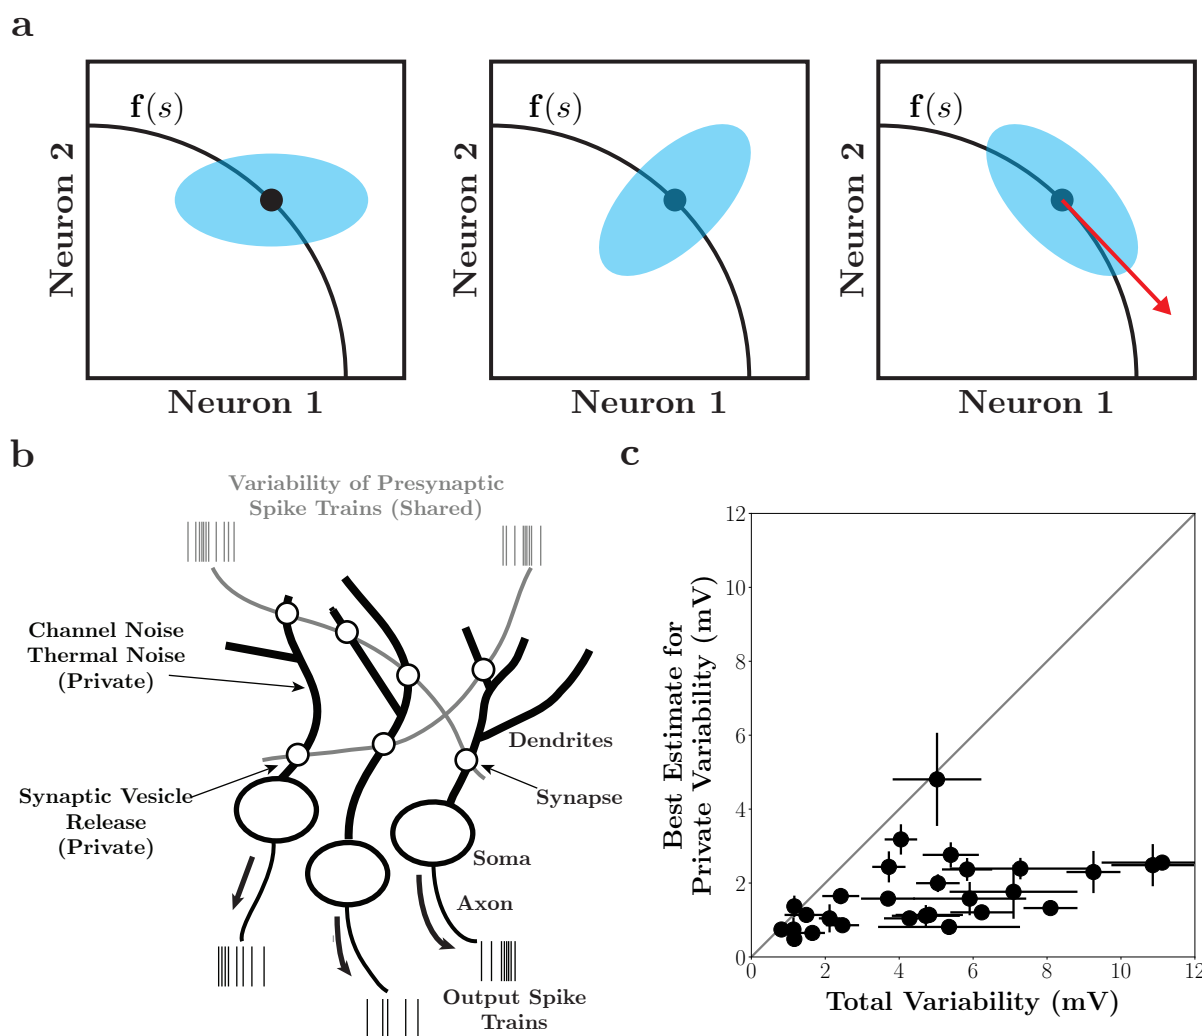 a
f(s)
f(s)
f(s)
Neuron 2
Neuron 2
Neuron 2
Neuron 1
Neuron 1
Neuron 1
b
Variability of Presynaptic
Spike Trains (Shared)
Channel Noise
Thermal Noise
(Private)
Dendrites
Synaptic Vesicle
Release
(Private)
Synapse
Soma
Axon
Output Spike
Trains
c
Best Estimate for
Private Variability (mV)
12
10
8
6
4
2
0
0 2 4 6 8 10 12
Total Variability (mV)